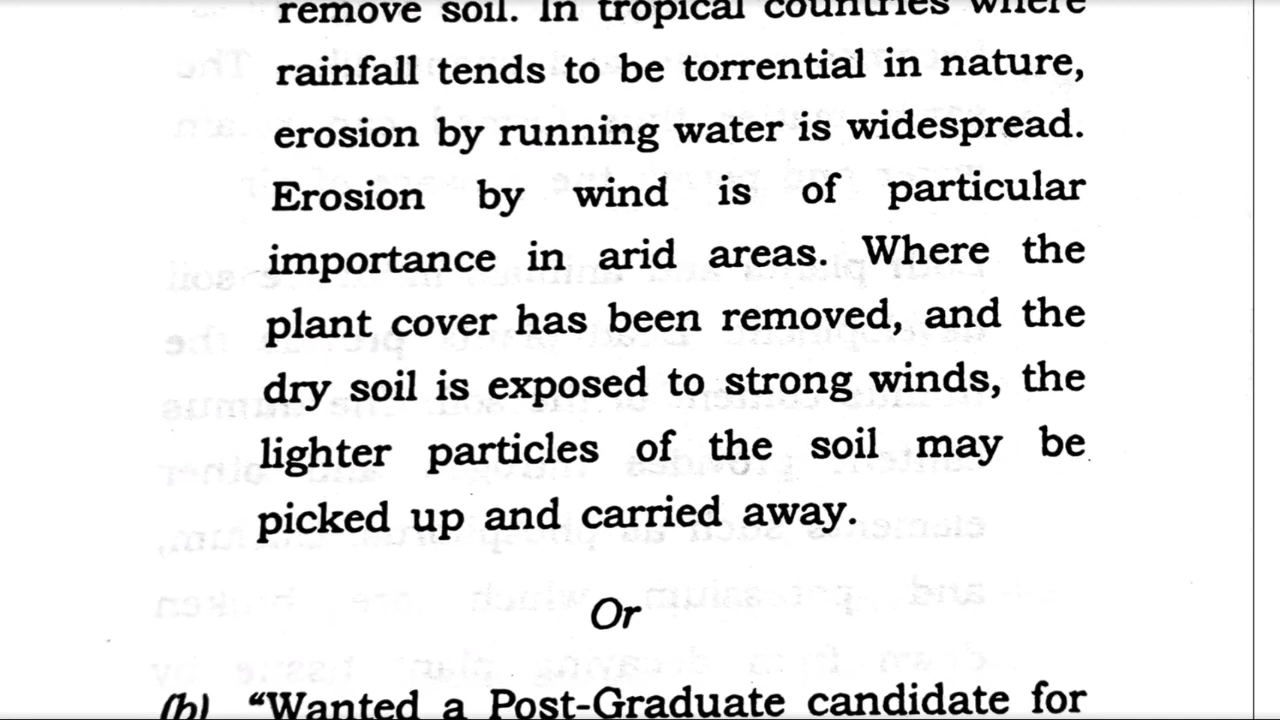 remove soil. In tropical countries where
rainfall tends to be torrential in nature,
erosion by running water is widespread.
Erosion by wind is of particular
importance in arid areas. Where the
plant cover has been removed, and the
dry soil is exposed to strong winds, the
lighter particles of the soil may be
picked up and carried away.
Or
(b) “Wanted a Post-Graduate candidate for